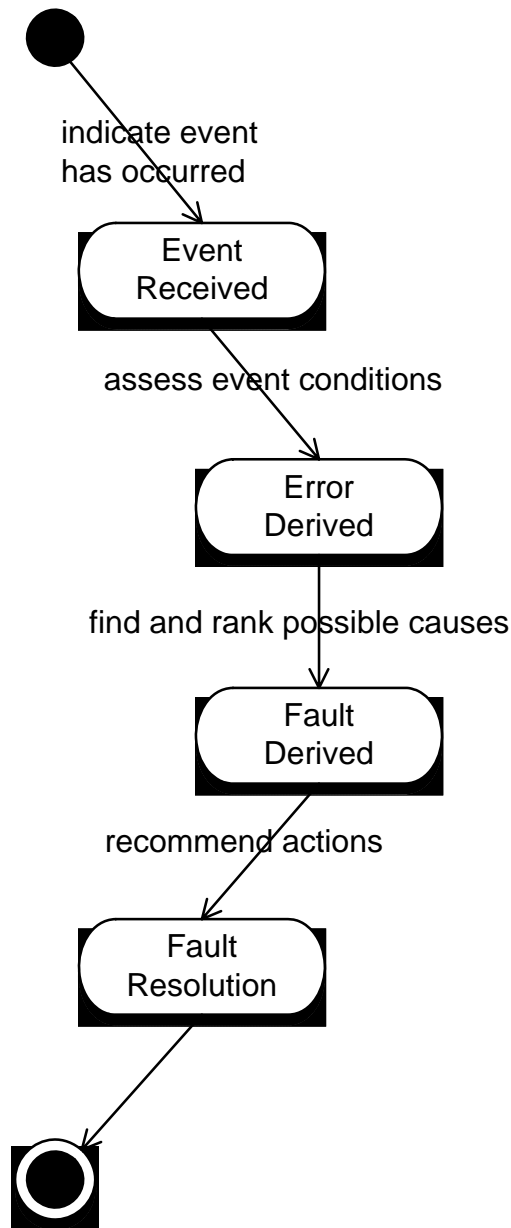 indicate event
has occurred
Event
Received
assess event conditions
Error
Derived
find and rank possible causes
Fault
Derived
recommend actions
Fault
Resolution